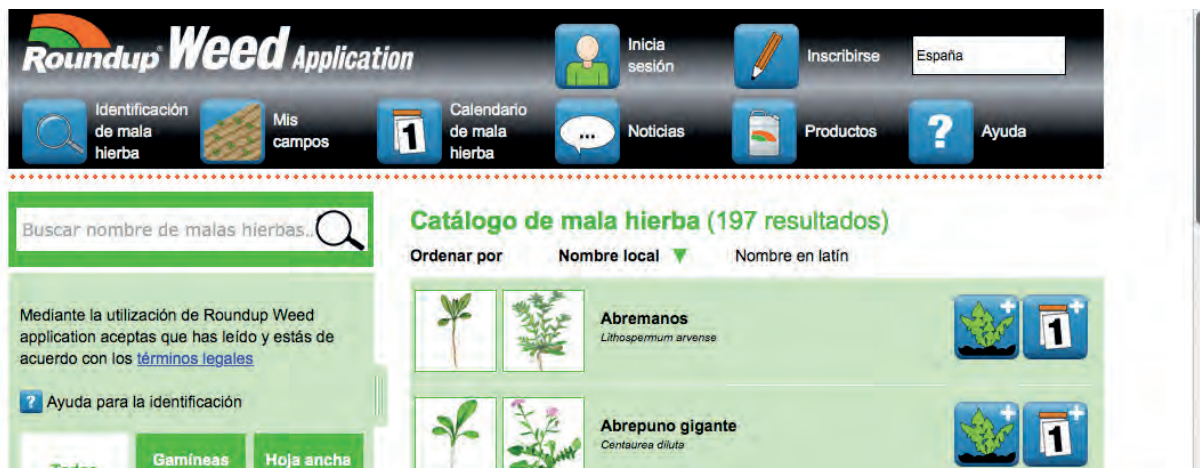 Roundup Weed Application
Inicia
sesión
Inscribirse
España
Identificación
de mala
hierba
Mis
campos
1
Calendario
de mala
hierba
...
Noticias
Productos
?
Ayuda
Buscar nombre de malas hierbas..
Catálogo de mala hierba (197 resultados)
Ordenar por Nombre local ▼ Nombre en latín
Mediante la utilización de Roundup Weed
application aceptas que has leído y estás de
acuerdo con los términos legales
? Ayuda para la identificación
Gamíneas
Hoja ancha
Abremanos
Lithospermum arvense
+ 1+
Abrepuno gigante
Centaurea diluta
+ 1+